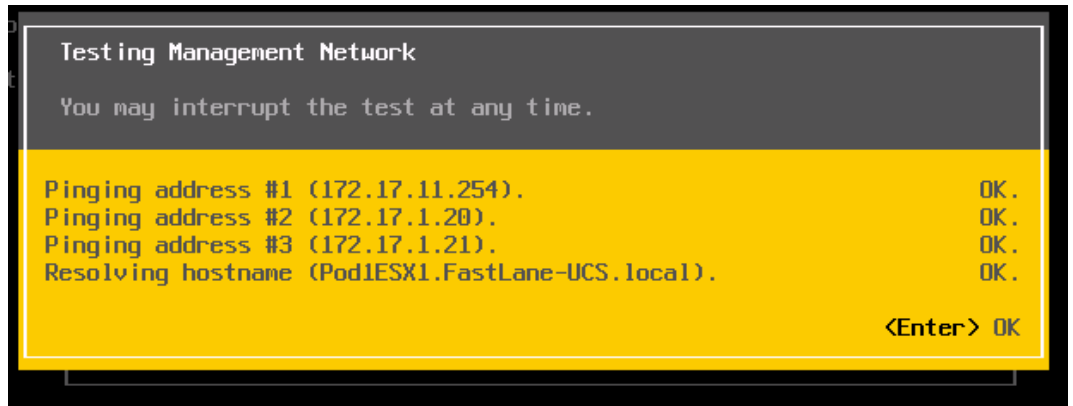 Testing Management Network
You may interrupt the test at any time.
Pinging address #1 (172.17.11.254). OK.
Pinging address #2 (172.17.1.20). OK.
Pinging address #3 (172.17.1.21). OK.
Resolving hostname (Pod1ESX1.FastLane-UCS.local). OK.
<Enter> OK